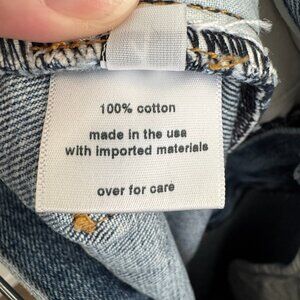 100% cotton
made in the usa
with imported materials
over for care